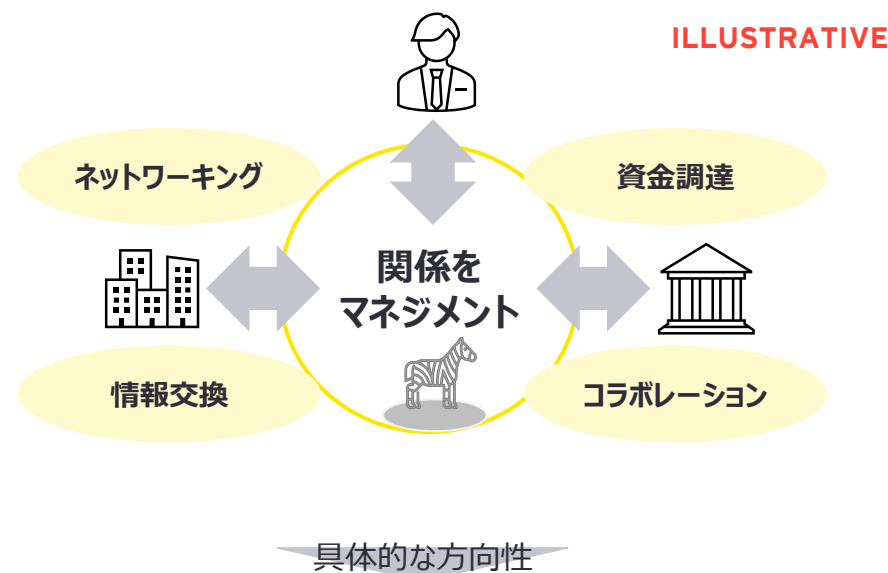 ILLUSTRATIVE
ネットワーキング
資金調達
関係を
マネジメント
情報交換
コラボレーション
具体的な方向性